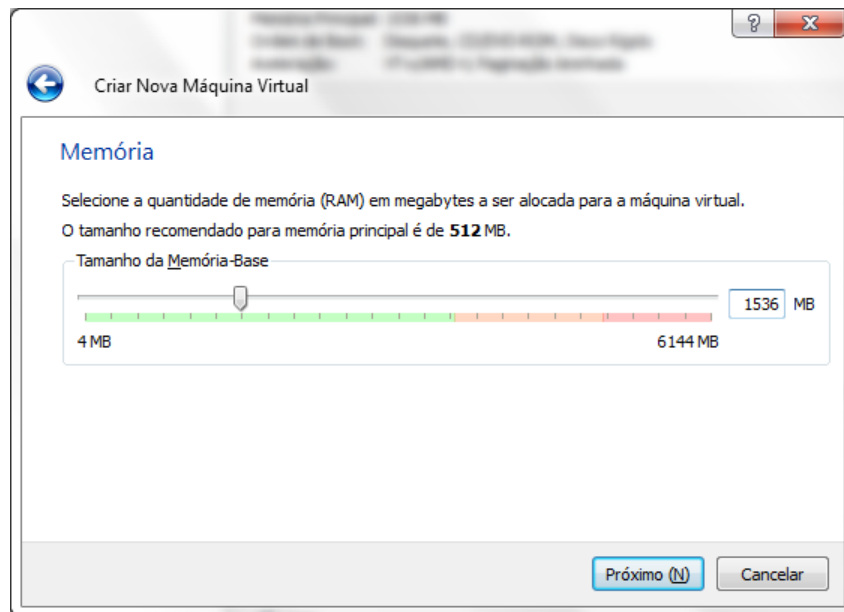 Criar Nova Máquina Virtual
Memória
Selecione a quantidade de memória (RAM) em megabytes a ser alocada para a máquina virtual.
O tamanho recomendado para memória principal é de 512 MB.
Tamanho da Memória-Base
1536 MB
4 MB 6144 MB
Próximo (N) Cancelar